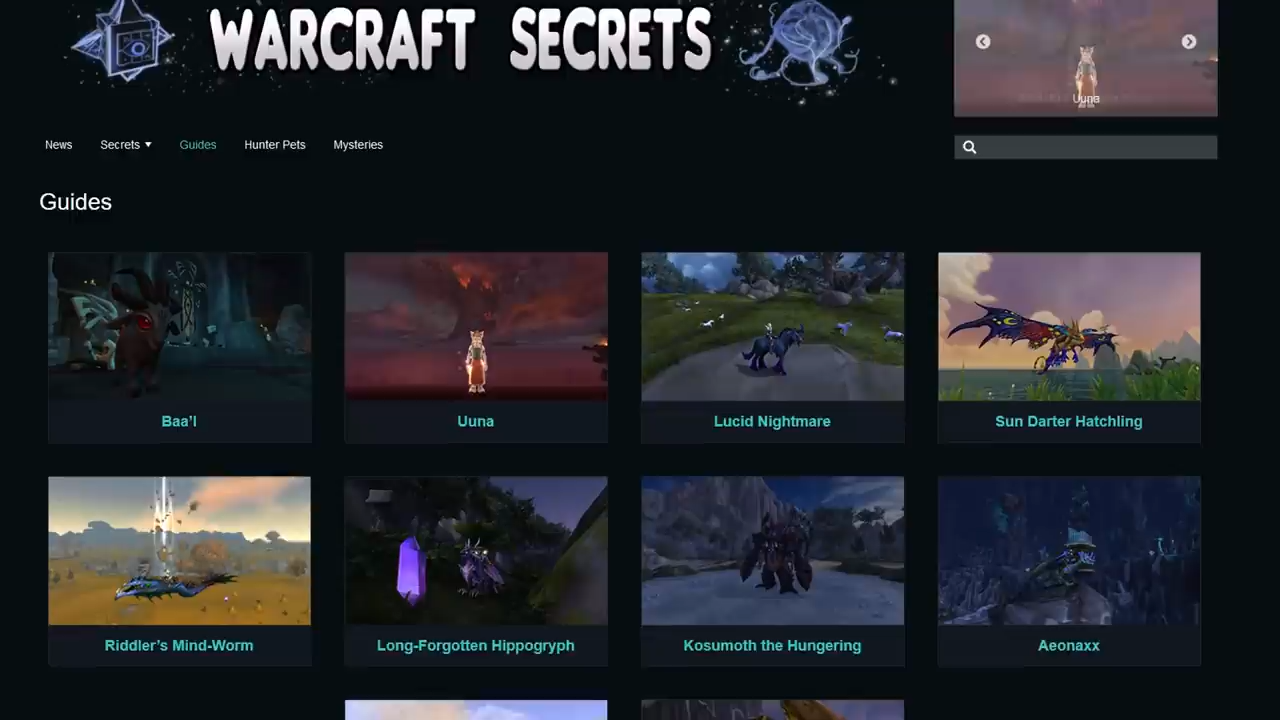 WARCRAFT SECRETS
Uuna
News
Secrets
Guides
Hunter Pets
Mysteries
Guides
Baa'l
Uuna
Lucid Nightmare
Sun Darter Hatchling
Riddler's Mind-Worm
Long-Forgotten Hippogryph
Kosumoth the Hungering
Aeonaxx